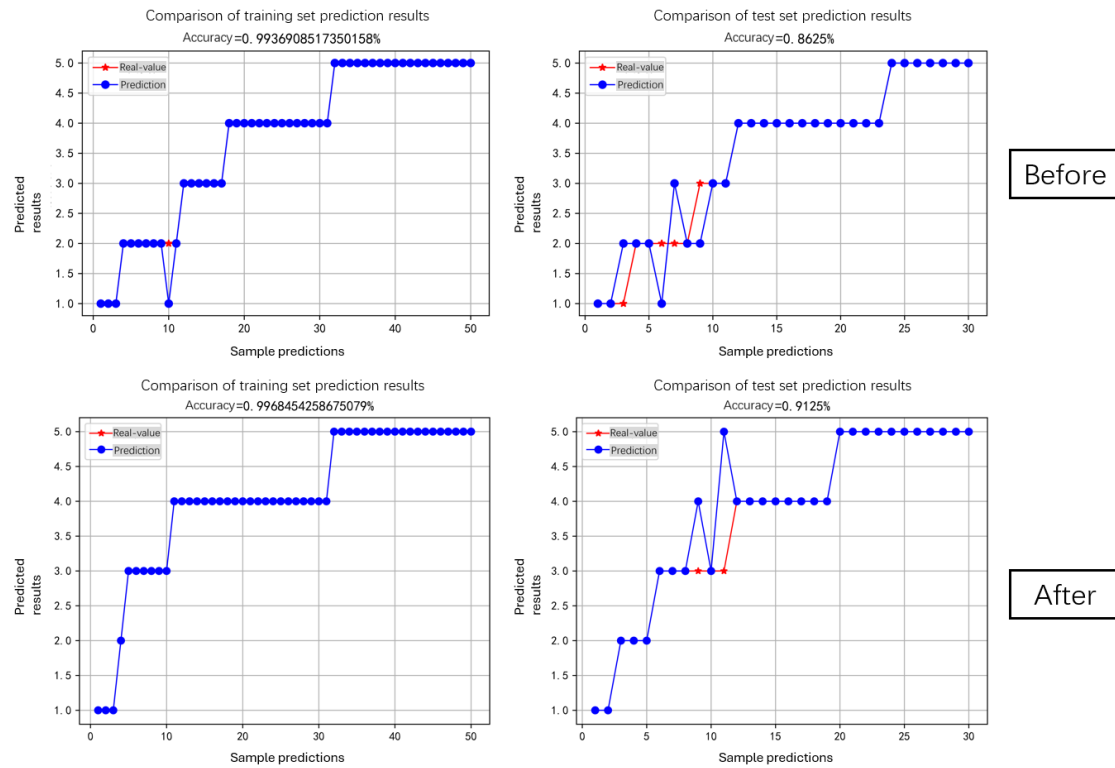 Comparison of training set prediction results
Accuracy=0.9936908517350158%
Real-value
Prediction
5.0
4.5
4.0
3.5
3.0
2.5
2.0
1.5
1.0
Predicted
results
0 10 20 30 40 50
Sample predictions
Comparison of test set prediction results
Accuracy=0.8625%
Real-value
Prediction
5.0
4.5
4.0
3.5
3.0
2.5
2.0
1.5
1.0
Predicted
results
0 5 10 15 20 25 30
Sample predictions
Before
Comparison of training set prediction results
Accuracy=0.9968454258675079%
Real-value
Prediction
5.0
4.5
4.0
3.5
3.0
2.5
2.0
1.5
1.0
Predicted
results
0 10 20 30 40 50
Sample predictions
Comparison of test set prediction results
Accuracy=0.9125%
Real-value
Prediction
5.0
4.5
4.0
3.5
3.0
2.5
2.0
1.5
1.0
Predicted
results
0 5 10 15 20 25 30
Sample predictions
After